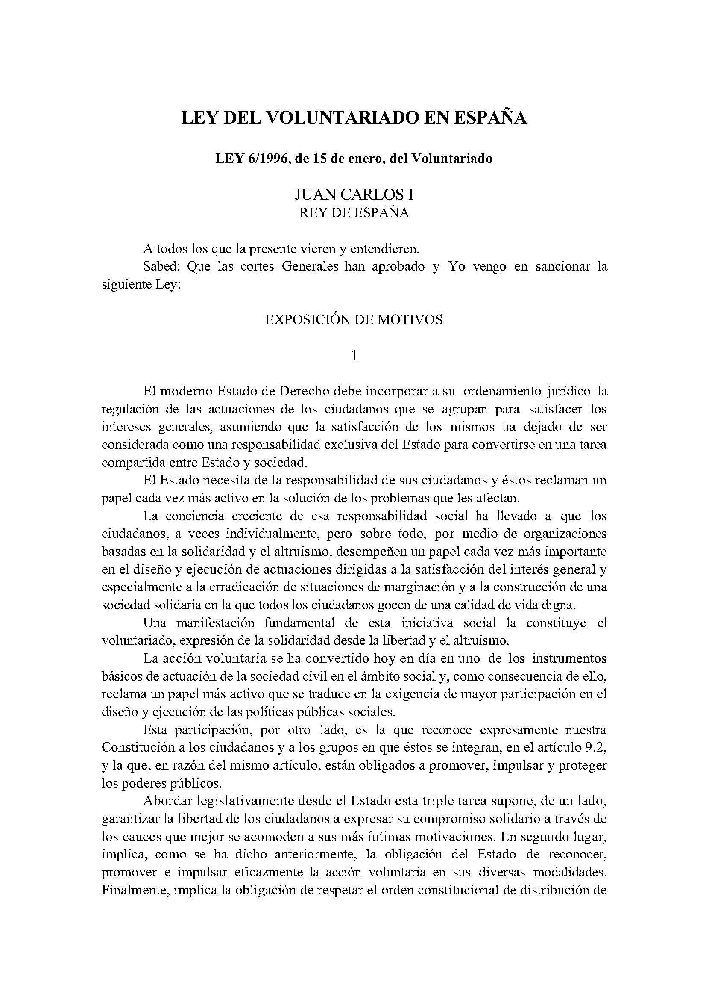 LEY DEL VOLUNTARIADO EN ESPAÑA
LEY 6/1996, de 15 de enero, del Voluntariado
JUAN CARLOS I
REY DE ESPAÑA
A todos los que la presente vieren y entendieren.
Sabed: Que las cortes Generales han aprobado y Yo vengo en sancionar la
siguiente Ley:
EXPOSICIÓN DE MOTIVOS
1
El moderno Estado de Derecho debe incorporar a su ordenamiento jurídico la
regulación de las actuaciones de los ciudadanos que se agrupan para satisfacer los
intereses generales, asumiendo que la satisfacción de los mismos ha dejado de ser
considerada como una responsabilidad exclusiva del Estado para convertirse en una tarea
compartida entre Estado y sociedad.
El Estado necesita de la responsabilidad de sus ciudadanos y éstos reclaman un
papel cada vez más activo en la solución de los problemas que les afectan.
La conciencia creciente de esa responsabilidad social ha llevado a que los
ciudadanos, a veces individualmente, pero sobre todo, por medio de organizaciones
basadas en la solidaridad y el altruismo, desempeñen un papel cada vez más importante
en el diseño y ejecución de actuaciones dirigidas a la satisfacción del interés general y
especialmente a la erradicación de situaciones de marginación y a la construcción de una
sociedad solidaria en la que todos los ciudadanos gocen de una calidad de vida digna.
Una manifestación fundamental de esta iniciativa social la constituye el
voluntariado, expresión de la solidaridad desde la libertad y el altruismo.
La acción voluntaria se ha convertido hoy en día en uno de los instrumentos
básicos de actuación de la sociedad civil en el ámbito social y, como consecuencia de ello,
reclama un papel más activo que se traduce en la exigencia de mayor participación en el
diseño y ejecución de las políticas públicas sociales.
Esta participación, por otro lado, es la que reconoce expresamente nuestra
Constitución a los ciudadanos y a los grupos en que éstos se integran, en el artículo 9.2,
y la que, en razón del mismo artículo, están obligados a promover, impulsar y proteger
los poderes públicos.
Abordar legislativamente desde el Estado esta triple tarea supone, de un lado,
garantizar la libertad de los ciudadanos a expresar su compromiso solidario a través de
los cauces que mejor se acomoden a sus más íntimas motivaciones. En segundo lugar,
implica, como se ha dicho anteriormente, la obligación del Estado de reconocer,
promover e impulsar eficazmente la acción voluntaria en sus diversas modalidades.
Finalmente, implica la obligación de respetar el orden constitucional de distribución de